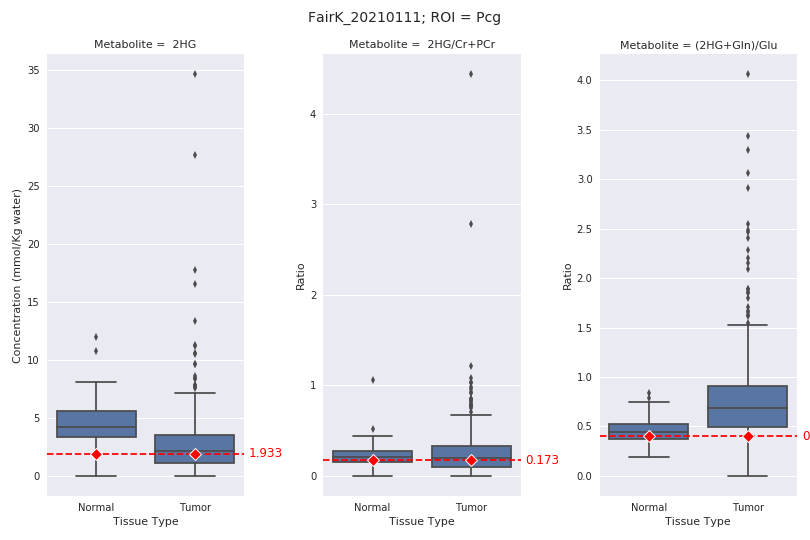 FairK_20210111; ROI = Pcg
Metabolite =  2HG
35
30
25
20
15
10
5
0
Concentration (mmol/Kg water)
1.933
Normal
Tumor
Tissue Type
Metabolite =  2HG/Cr+PCr
4
3
2
1
0
Ratio
0.173
Normal
Tumor
Tissue Type
Metabolite = (2HG+Gln)/Glu
4.0
3.5
3.0
2.5
2.0
1.5
1.0
0.5
0.0
Ratio
0
Normal
Tumor
Tissue Type